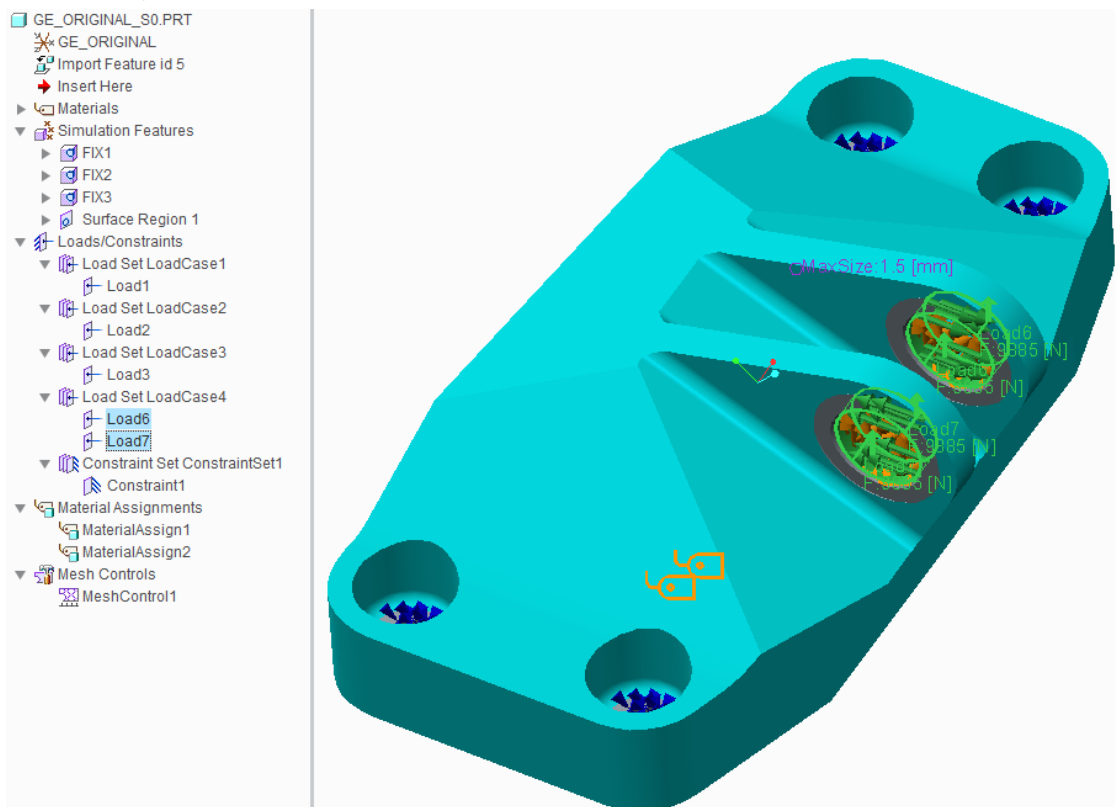 GE_ORIGINAL_S0.PRT
GE_ORIGINAL
Import Feature id 5
Insert Here
Materials
Simulation Features
FIX1
FIX2
FIX3
Surface Region 1
Loads/Constraints
Load Set LoadCase1
Load1
Load Set LoadCase2
Load2
Load Set LoadCase3
Load3
Load Set LoadCase4
Load6
Load7
Constraint Set ConstraintSet1
Constraint1
Material Assignments
MaterialAssign1
MaterialAssign2
Mesh Controls
MeshControl1
MaxSize:1.5 [mm]
Load6
F:9885 [N]
[N]
Load7
F:9885 [N]
[N]